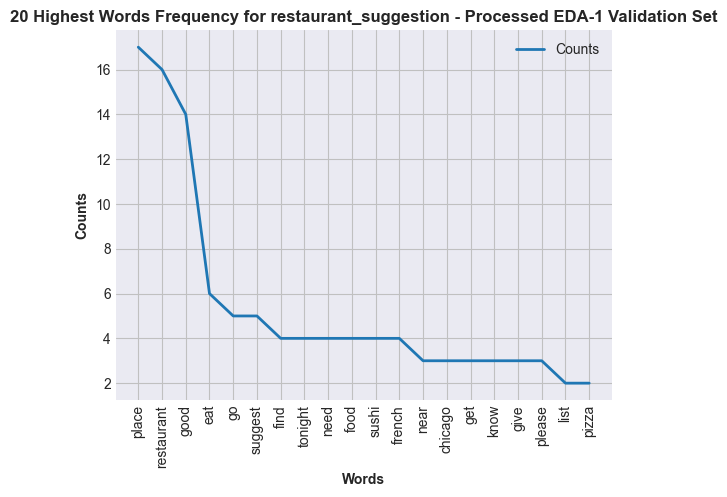 20 Highest Words Frequency for restaurant_suggestion - Processed EDA-1 Validation Set
Counts
16
14
12
10
8
6
4
2
Counts
place
restaurant
good
eat
go
suggest
find
tonight
need
food
sushi
french
near
chicago
get
know
give
please
list
pizza
Words